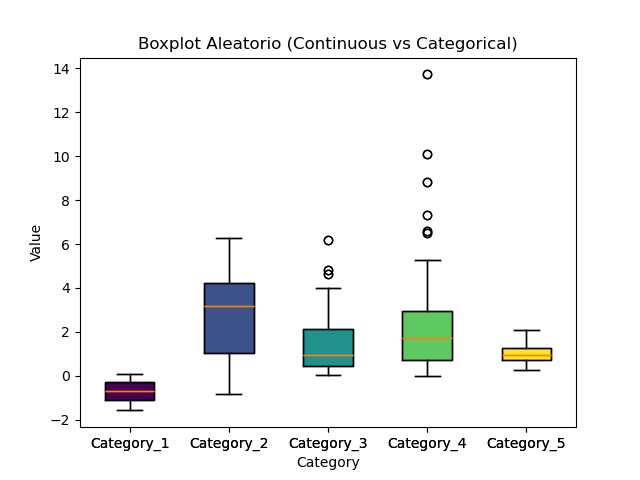 Boxplot Aleatorio (Continuous vs Categorical)
14
12
10
8
6
4
2
0
−2
Value
Category_1 Category_2 Category_3 Category_4 Category_5
Category